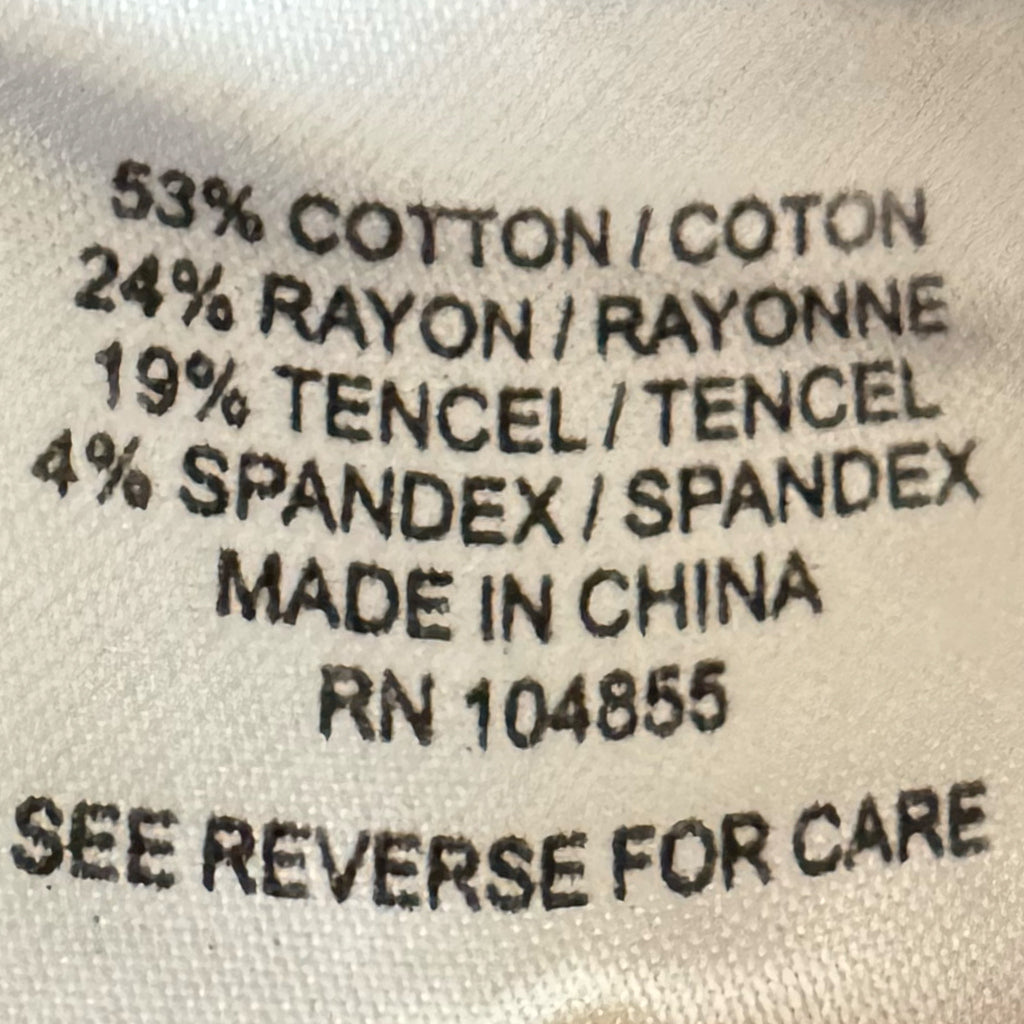 53% COTTON / COTON
24% RAYON / RAYONNE
19% TENCEL / TENCEL
4% SPANDEX / SPANDEX
MADE IN CHINA
RN 104855
SEE REVERSE FOR CARE